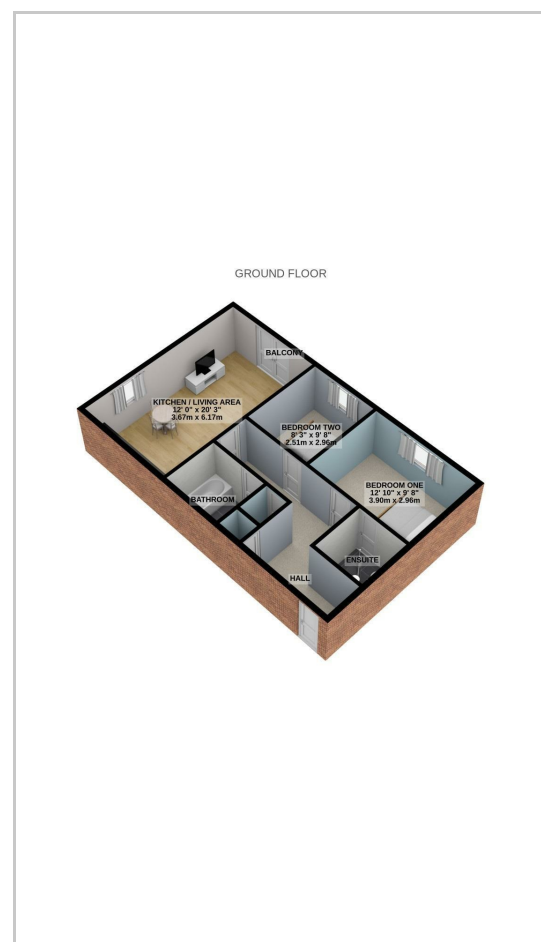 GROUND FLOOR
BALCONY
KITCHEN / LIVING AREA
12' 0" x 20' 3"
3.67m x 6.17m
BEDROOM TWO
8' 3" x 9' 8"
2.51m x 2.96m
BEDROOM ONE
12' 10" x 9' 8"
3.90m x 2.96m
BATHROOM
ENSUITE
HALL